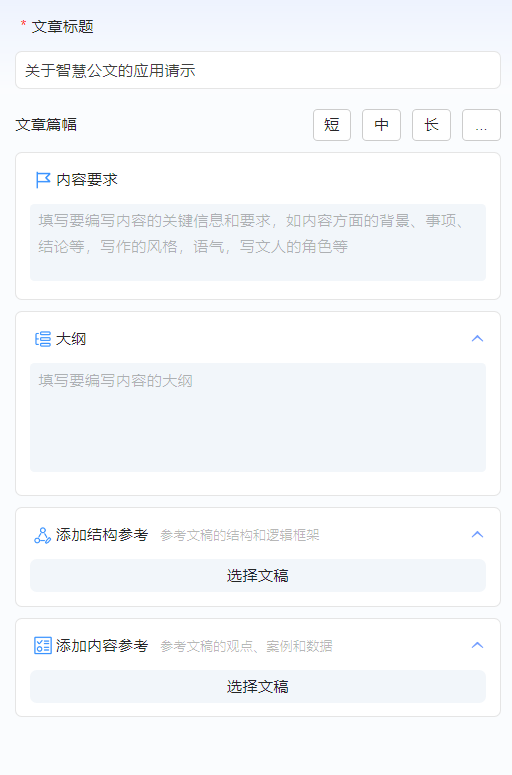 * 文章标题
关于智慧公文的应用请示
文章篇幅 短 中 长 ...
内容要求
填写要编写内容的关键信息和要求，如内容方面的背景、事项、
结论等，写作的风格，语气，写文人的角色等
大纲
填写要编写内容的大纲
添加结构参考 参考文稿的结构和逻辑框架
选择文稿
添加内容参考 参考文稿的观点、案例和数据
选择文稿